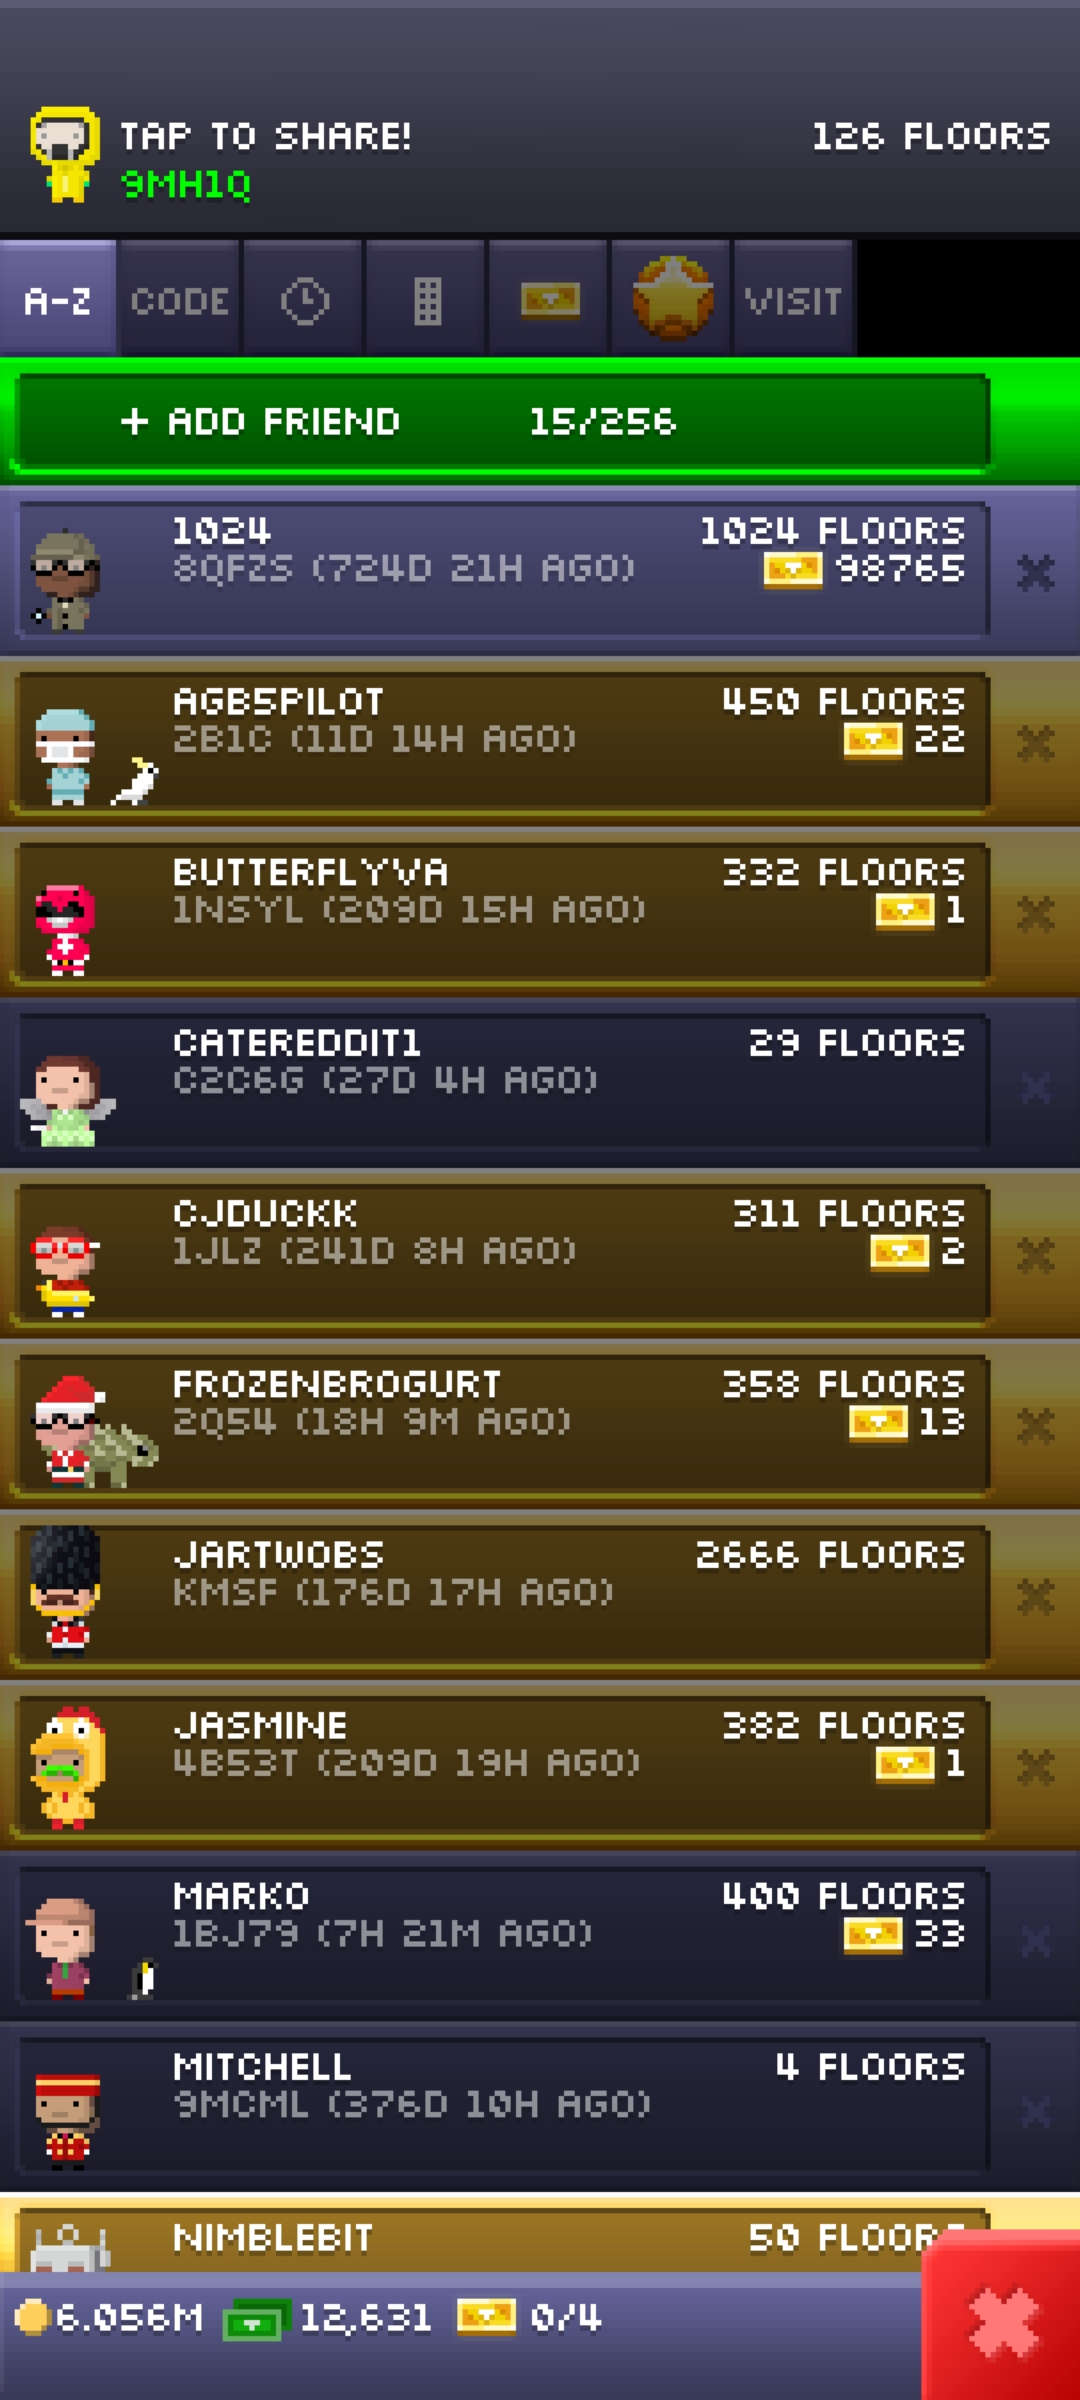 TAP TO SHARE!
126 FLOORS
9MH1Q
A-Z CODE VISIT
+ ADD FRIEND 15/256
1024 1024 FLOORS
8QFZS (724D 21H AGO) 98765
AGB5PILOT 450 FLOORS
2B1C (11D 14H AGO) 22
BUTTERFLYVA 332 FLOORS
1NSYL (209D 15H AGO) 1
CATEREDDIT1 29 FLOORS
C2C6G (27D 4H AGO)
CJDUCKK 311 FLOORS
1JLZ (241D 8H AGO) 2
FROZENBROGURT 358 FLOORS
2Q54 (18H 9M AGO) 13
JARTWOBS 2666 FLOORS
KMSF (176D 17H AGO)
JASMINE 382 FLOORS
4B53T (209D 19H AGO) 1
MARKO 400 FLOORS
1BJ79 (7H 21M AGO) 33
MITCHELL 4 FLOORS
9MCML (376D 10H AGO)
NIMBLEBIT 50 FLOORS
6.056M 12,631 0/4